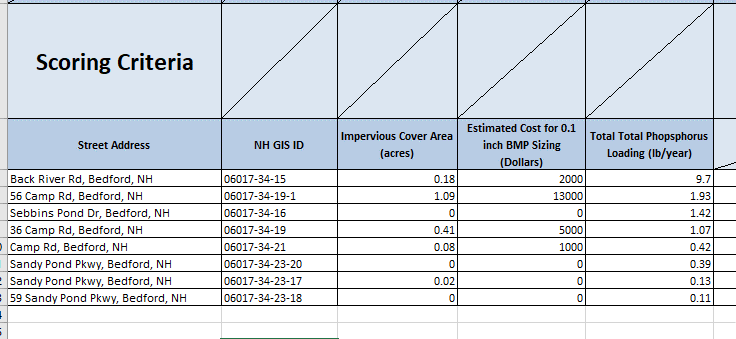 Scoring Criteria
Street Address NH GIS ID Impervious Cover Area (acres) Estimated Cost for 0.1 inch BMP Sizing (Dollars) Total Total Phopsphorus Loading (lb/year)
Back River Rd, Bedford, NH 06017-34-15 0.18 2000 9.7
56 Camp Rd, Bedford, NH 06017-34-19-1 1.09 13000 1.93
Sebbins Pond Dr, Bedford, NH 06017-34-16 0 0 1.42
36 Camp Rd, Bedford, NH 06017-34-19 0.41 5000 1.07
Camp Rd, Bedford, NH 06017-34-21 0.08 1000 0.42
Sandy Pond Pkwy, Bedford, NH 06017-34-23-20 0 0 0.39
Sandy Pond Pkwy, Bedford, NH 06017-34-23-17 0.02 0 0.13
59 Sandy Pond Pkwy, Bedford, NH 06017-34-23-18 0 0 0.11